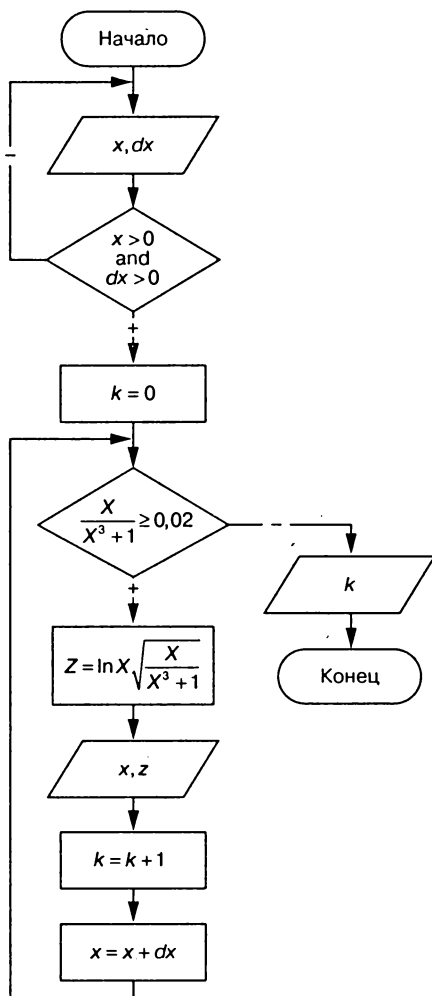 Начало
–
x, dx
x > 0
and
dx > 0
+
k = 0
X
X³ + 1
≥ 0,02
–
+
k
Z = ln X √
X
X³ + 1
Конец
x, z
k = k + 1
x = x + dx